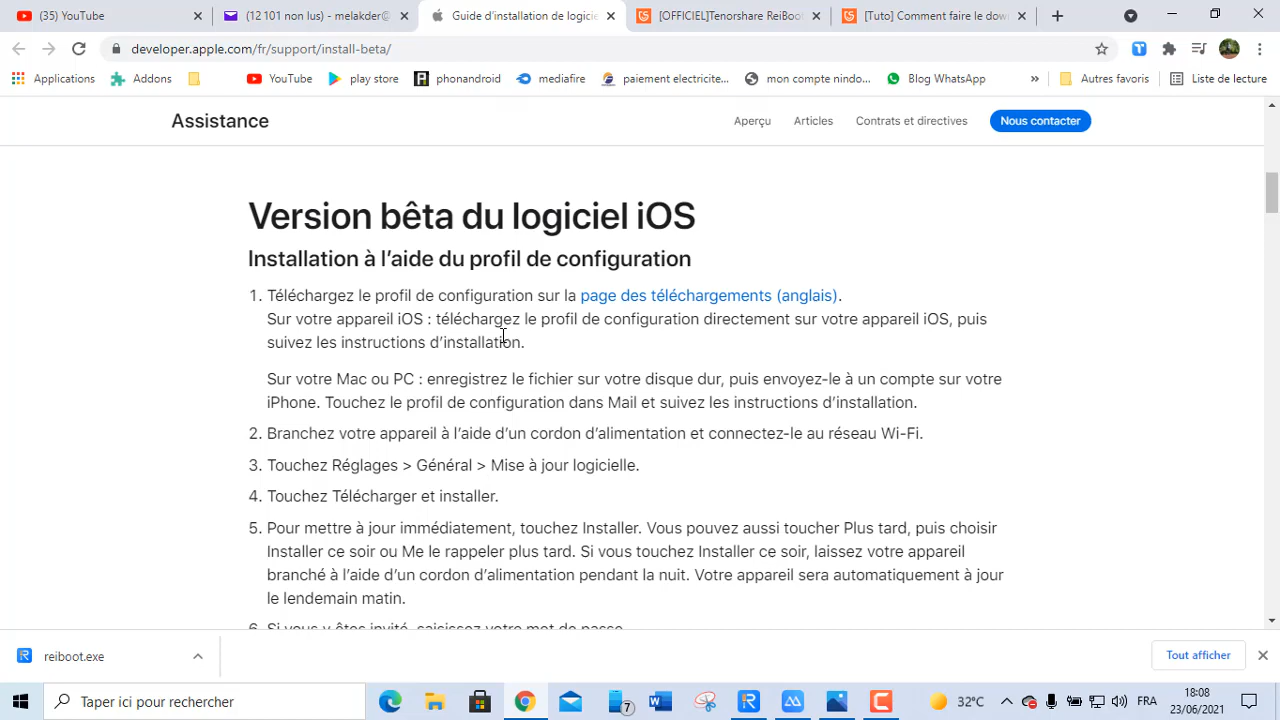 (35) YouTube
(12 101 non lus) - melakder@
Guide d'installation de logicie
[OFFICIEL]Tenorshare ReiBoo
[Tuto] Comment faire le dow
developer.apple.com/fr/support/install-beta/
Applications
Addons
YouTube
play store
phonandroid
mediafire
paiement electricite...
mon compte nindo...
Blog WhatsApp
»
Autres favoris
Liste de lecture
Assistance
Aperçu
Articles
Contrats et directives
Nous contacter
Version bêta du logiciel iOS
Installation à l’aide du profil de configuration
1. Téléchargez le profil de configuration sur la page des téléchargements (anglais).
Sur votre appareil iOS : téléchargez le profil de configuration directement sur votre appareil iOS, puis
suivez les instructions d’installation.
Sur votre Mac ou PC : enregistrez le fichier sur votre disque dur, puis envoyez-le à un compte sur votre
iPhone. Touchez le profil de configuration dans Mail et suivez les instructions d’installation.
2. Branchez votre appareil à l’aide d’un cordon d’alimentation et connectez-le au réseau Wi-Fi.
3. Touchez Réglages > Général > Mise à jour logicielle.
4. Touchez Télécharger et installer.
5. Pour mettre à jour immédiatement, touchez Installer. Vous pouvez aussi toucher Plus tard, puis choisir
Installer ce soir ou Me le rappeler plus tard. Si vous touchez Installer ce soir, laissez votre appareil
branché à l’aide d’un cordon d’alimentation pendant la nuit. Votre appareil sera automatiquement à jour
le lendemain matin.
6. Si vous y êtes invité, saisissez votre mot de passe.
reiboot.exe
Tout afficher
Taper ici pour rechercher
7
32°C
FRA
18:08
23/06/2021